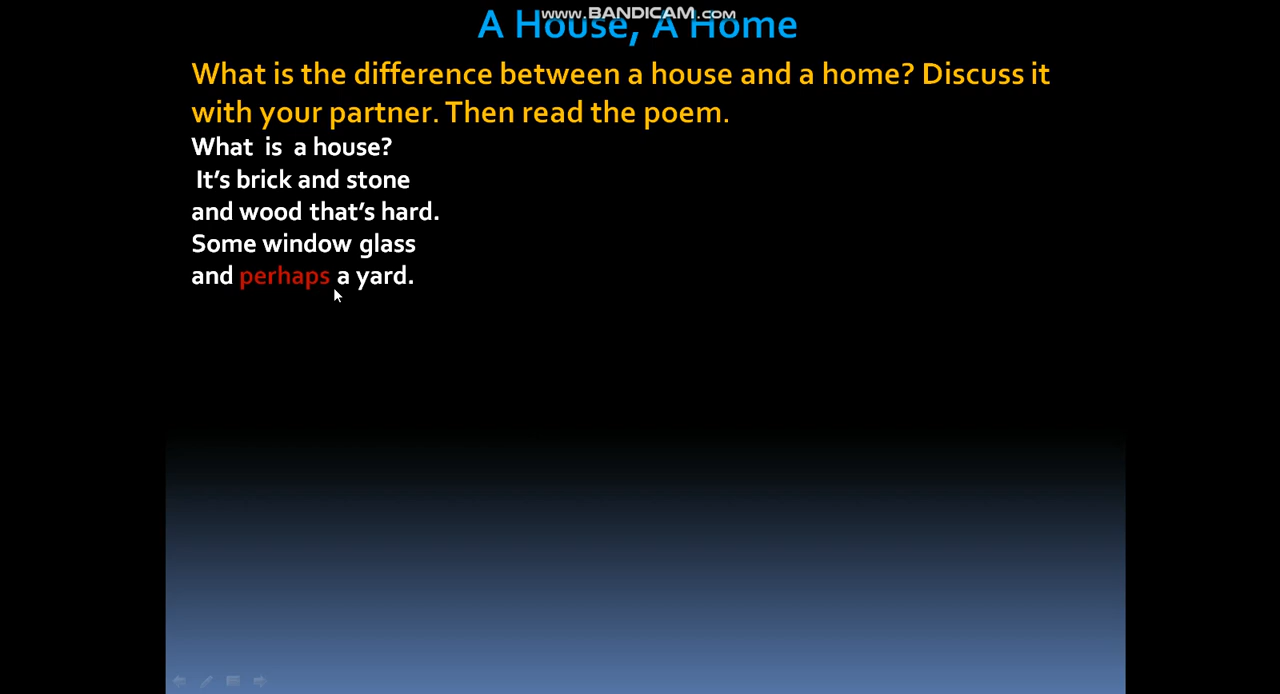 www.BANDICAM.com
A House, A Home
What is the difference between a house and a home? Discuss it
with your partner. Then read the poem.
What is a house?
It's brick and stone
and wood that's hard.
Some window glass
and perhaps a yard.